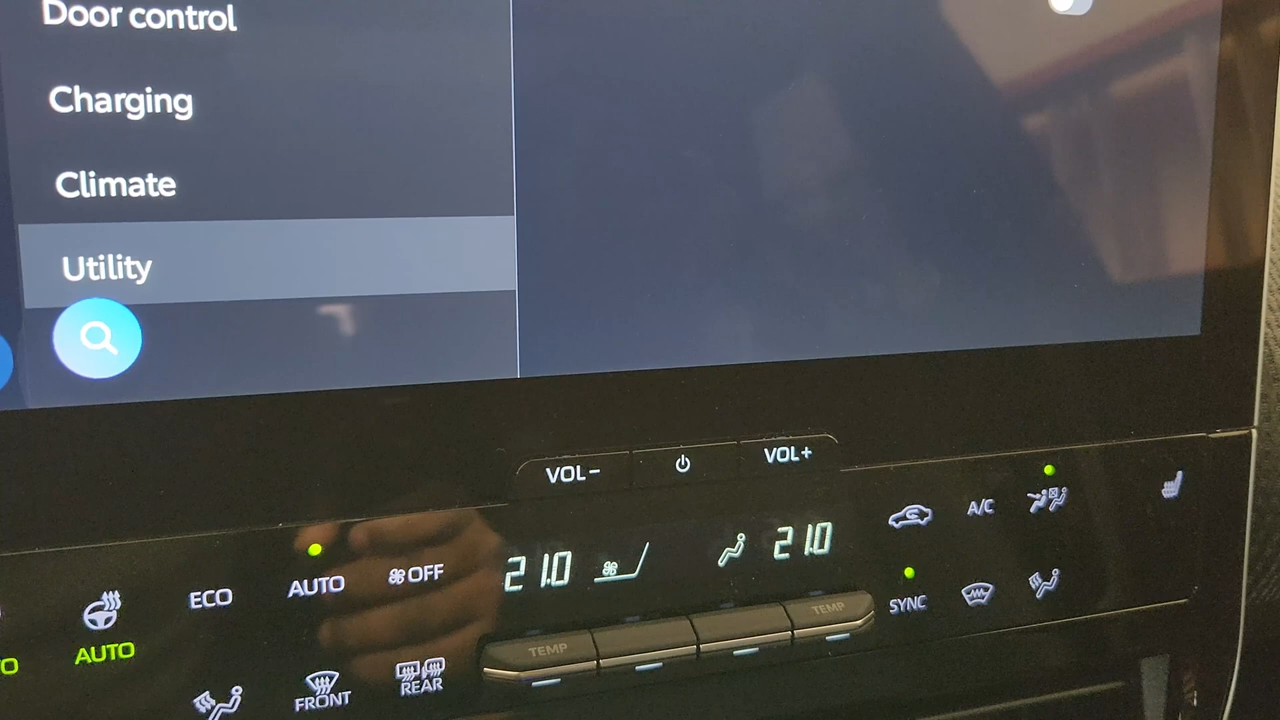 Door control
Charging
Climate
Utility
VOL-
VOL+
21.0
21.0
A/C
ECO
AUTO
OFF
SYNC
AUTO
TEMP
TEMP
FRONT
REAR